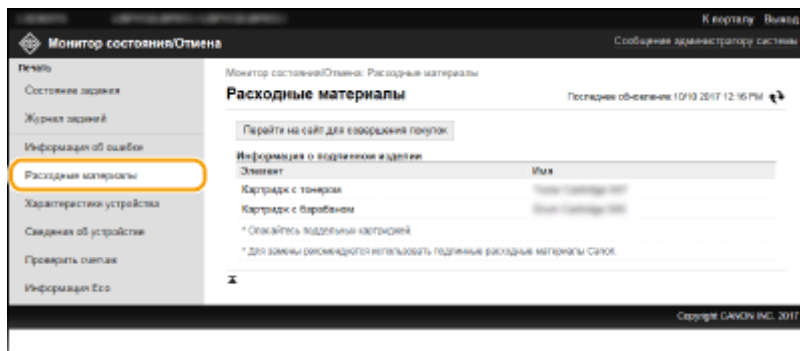 К порталу Выход
Монитор состояния/Отмена
Сообщение администратору системы
Печать
Состояние задания
Журнал заданий
Информация об ошибке
Расходные материалы
Характеристики устройства
Сведения об устройстве
Проверить счетчик
Информация Eco
Монитор состояния/Отмена: Расходные материалы
Расходные материалы
Последнее обновление:10/10 2017 12:16 PM
Перейти на сайт для совершения покупок
Информация о подлинном изделии
Элемент Имя
Картридж с тонером
Картридж с барабаном
* Опасайтесь поддельных картриджей.
* Для замены рекомендуется использовать подлинные расходные материалы Canon.
Copyright CANON INC. 2017